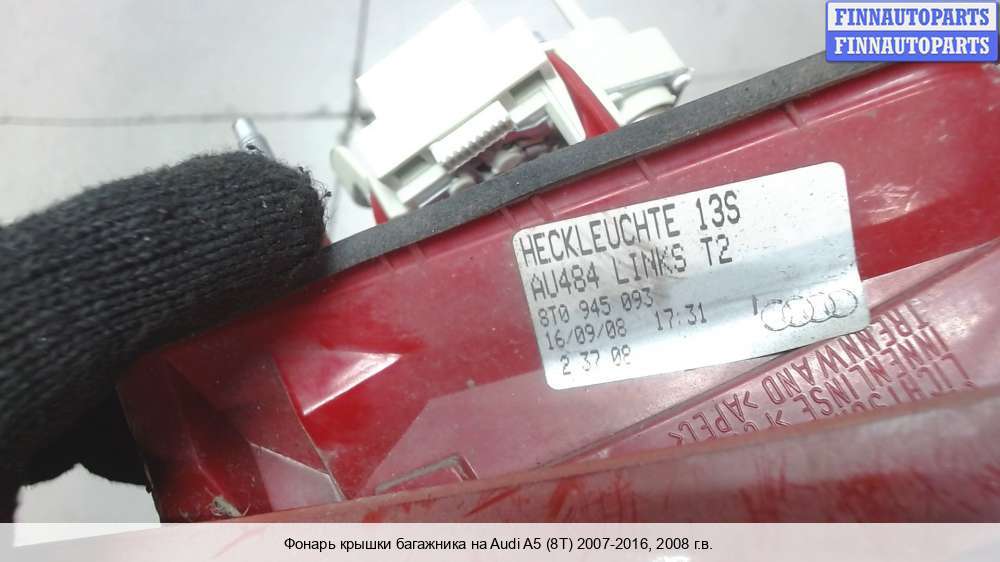 FINNAUTOPARTS
FINNAUTOPARTS
HECKLEUCHTE 13S
AU484 LINKS T2
8T0 945 093
16/09/08 17:31
2 37 08
INNENLINSE
TRENNWAND >APEC<
Фонарь крышки багажника на Audi A5 (8T) 2007-2016, 2008 г.в.